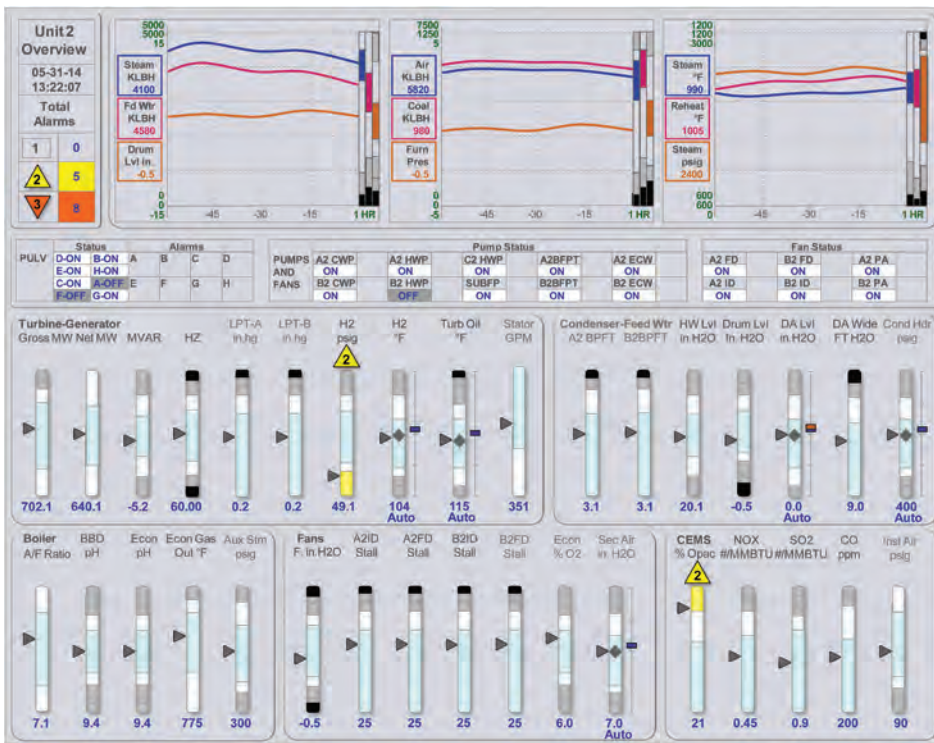 Unit 2
Overview
05-31-14
13:22:07
Total
Alarms
1 0
2 5
3 8
5000
5000
15
Steam
KLBH
4100
Fd Wtr
KLBH
4580
Drum
Lvl in.
-0.5
0
0
-15 -45 -30 -15 1 HR
7500
1250
5
Air
KLBH
5820
Coal
KLBH
980
Furn
Pres
-0.5
0
0
-5 -45 -30 -15 1 HR
1200
1200
3000
Steam
°F
990
Reheat
°F
1005
Steam
psig
2400
600
600
0 -45 -30 -15 1 HR
Status Alarms
PULV D-ON B-ON A B C D
E-ON H-ON
C-ON A-OFF E F G H
F-OFF G-ON
Pump Status
PUMPS A2 CWP A2 HWP C2 HWP A2BFPT A2 ECW
AND ON ON ON ON ON
FANS B2 CWP B2 HWP SUBFP B2BFPT B2 ECW
ON OFF ON ON ON
Fan Status
A2 FD B2 FD A2 PA
ON ON ON
A2 ID B2 ID B2 PA
ON ON ON
Turbine-Generator LPT-A LPT-B H2 H2 Turb Oil Stator
Gross MW Net MW MVAR HZ in.hg in.hg psig °F °F GPM
2
702.1 640.1 -5.2 60.00 0.2 0.2 49.1 104 115 351
Auto Auto
Condenser-Feed Wtr HW Lvl Drum Lvl DA Lvl DA Wide Cond Hdr
A2 BPFT B2BPFT in H2O In. H2O in.H2O FT H2O psig
3.1 3.1 20.1 -0.5 0.0 9.0 400
Auto Auto
Boiler BBD Econ Econ Gas Aux Stm
A/F Ratio pH pH Out °F psig
7.1 9.4 9.4 775 300
Fans A2ID A2FD B2ID B2FD Econ Sec Air
F. In.H2O Stall Stall Stall Stall % O2 in. H2O
-0.5 25 25 25 25 6.0 7.0
Auto
CEMS NOX SO2 CO Inst Air
% Opac #/MMBTU #/MMBTU ppm psig
2
21 0.45 0.9 200 90